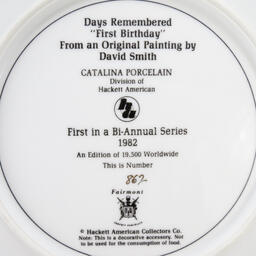 Days Remembered
"First Birthday"
From an Original Painting by
David Smith
CATALINA PORCELAIN
Division of
Hackett American
First in a Bi-Annual Series
1982
An Edition of 19,500 Worldwide
This is Number
Fairmont
© Hackett American Collectors Co.
Note: This is a decorative accessory. Not
to be used for the consumption of food.